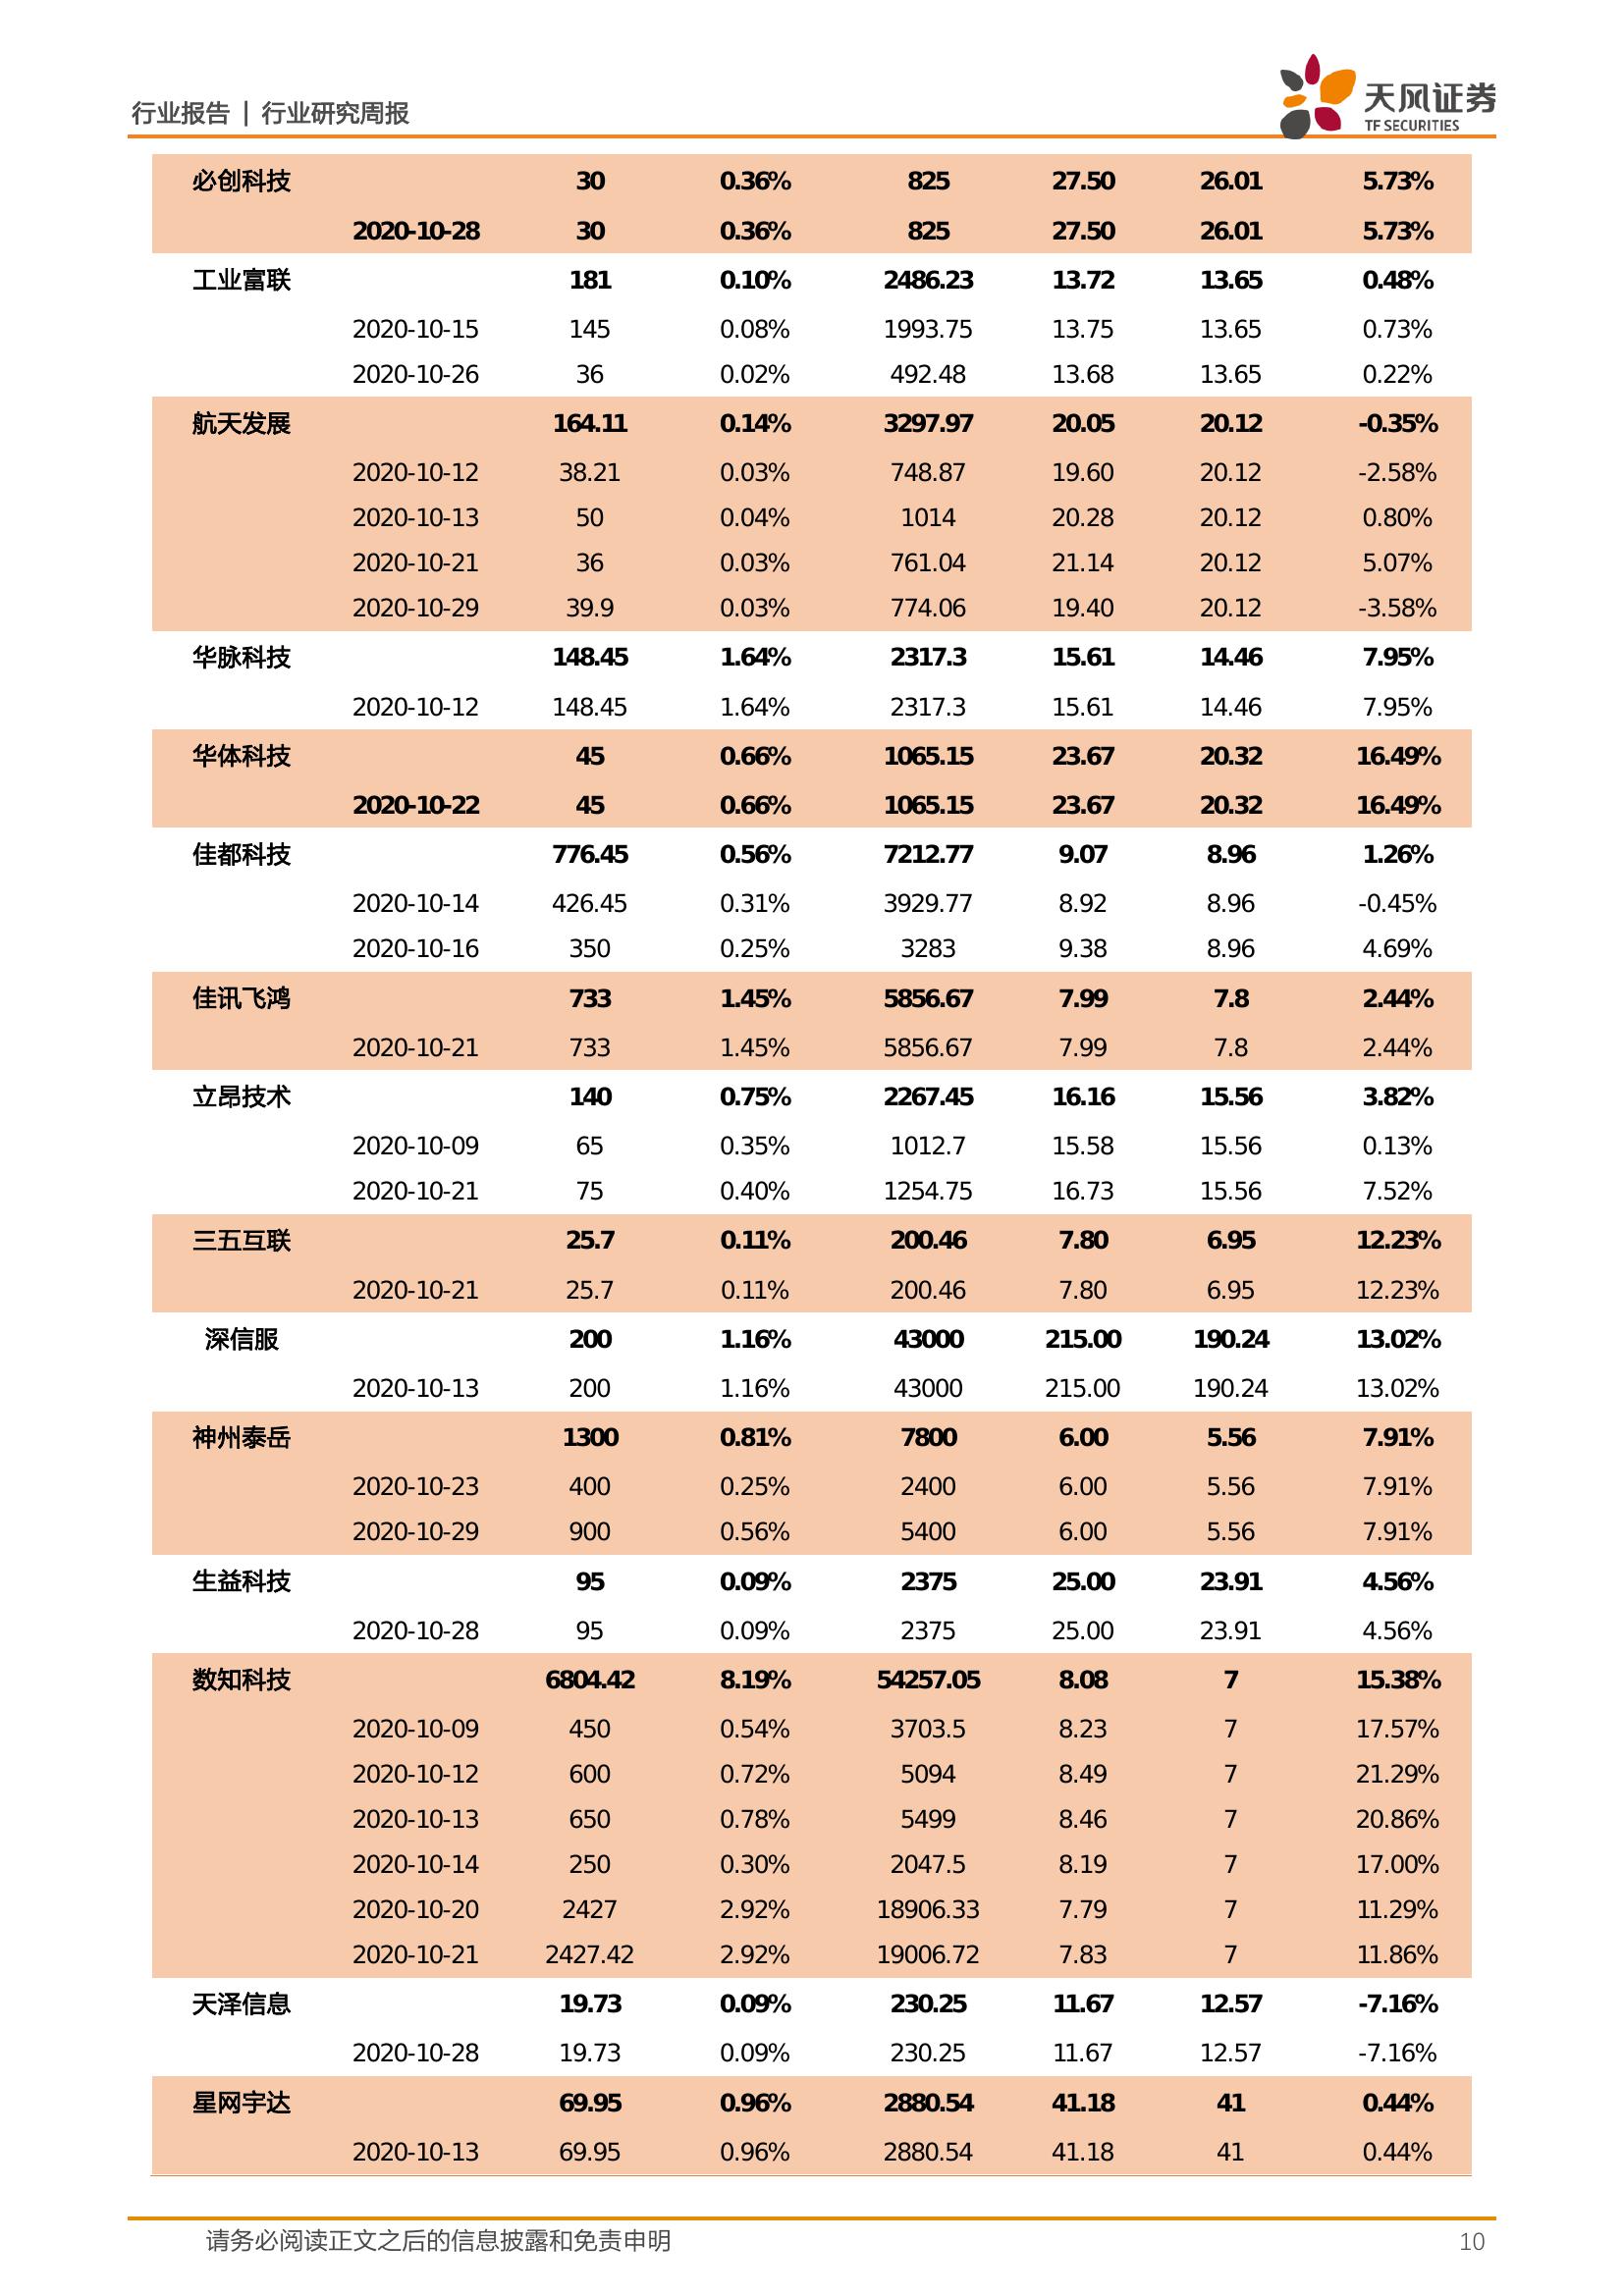 行业报告 | 行业研究周报
天风证券
TF SECURITIES
必创科技 30 0.36% 825 27.50 26.01 5.73%
2020-10-28 30 0.36% 825 27.50 26.01 5.73%
工业富联 181 0.10% 2486.23 13.72 13.65 0.48%
2020-10-15 145 0.08% 1993.75 13.75 13.65 0.73%
2020-10-26 36 0.02% 492.48 13.68 13.65 0.22%
航天发展 164.11 0.14% 3297.97 20.05 20.12 -0.35%
2020-10-12 38.21 0.03% 748.87 19.60 20.12 -2.58%
2020-10-13 50 0.04% 1014 20.28 20.12 0.80%
2020-10-21 36 0.03% 761.04 21.14 20.12 5.07%
2020-10-29 39.9 0.03% 774.06 19.40 20.12 -3.58%
华脉科技 148.45 1.64% 2317.3 15.61 14.46 7.95%
2020-10-12 148.45 1.64% 2317.3 15.61 14.46 7.95%
华体科技 45 0.66% 1065.15 23.67 20.32 16.49%
2020-10-22 45 0.66% 1065.15 23.67 20.32 16.49%
佳都科技 776.45 0.56% 7212.77 9.07 8.96 1.26%
2020-10-14 426.45 0.31% 3929.77 8.92 8.96 -0.45%
2020-10-16 350 0.25% 3283 9.38 8.96 4.69%
佳讯飞鸿 733 1.45% 5856.67 7.99 7.8 2.44%
2020-10-21 733 1.45% 5856.67 7.99 7.8 2.44%
立昂技术 140 0.75% 2267.45 16.16 15.56 3.82%
2020-10-09 65 0.35% 1012.7 15.58 15.56 0.13%
2020-10-21 75 0.40% 1254.75 16.73 15.56 7.52%
三五互联 25.7 0.11% 200.46 7.80 6.95 12.23%
2020-10-21 25.7 0.11% 200.46 7.80 6.95 12.23%
深信服 200 1.16% 43000 215.00 190.24 13.02%
2020-10-13 200 1.16% 43000 215.00 190.24 13.02%
神州泰岳 1300 0.81% 7800 6.00 5.56 7.91%
2020-10-23 400 0.25% 2400 6.00 5.56 7.91%
2020-10-29 900 0.56% 5400 6.00 5.56 7.91%
生益科技 95 0.09% 2375 25.00 23.91 4.56%
2020-10-28 95 0.09% 2375 25.00 23.91 4.56%
数知科技 6804.42 8.19% 54257.05 8.08 7 15.38%
2020-10-09 450 0.54% 3703.5 8.23 7 17.57%
2020-10-12 600 0.72% 5094 8.49 7 21.29%
2020-10-13 650 0.78% 5499 8.46 7 20.86%
2020-10-14 250 0.30% 2047.5 8.19 7 17.00%
2020-10-20 2427 2.92% 18906.33 7.79 7 11.29%
2020-10-21 2427.42 2.92% 19006.72 7.83 7 11.86%
天泽信息 19.73 0.09% 230.25 11.67 12.57 -7.16%
2020-10-28 19.73 0.09% 230.25 11.67 12.57 -7.16%
星网宇达 69.95 0.96% 2880.54 41.18 41 0.44%
2020-10-13 69.95 0.96% 2880.54 41.18 41 0.44%
请务必阅读正文之后的信息披露和免责申明 10